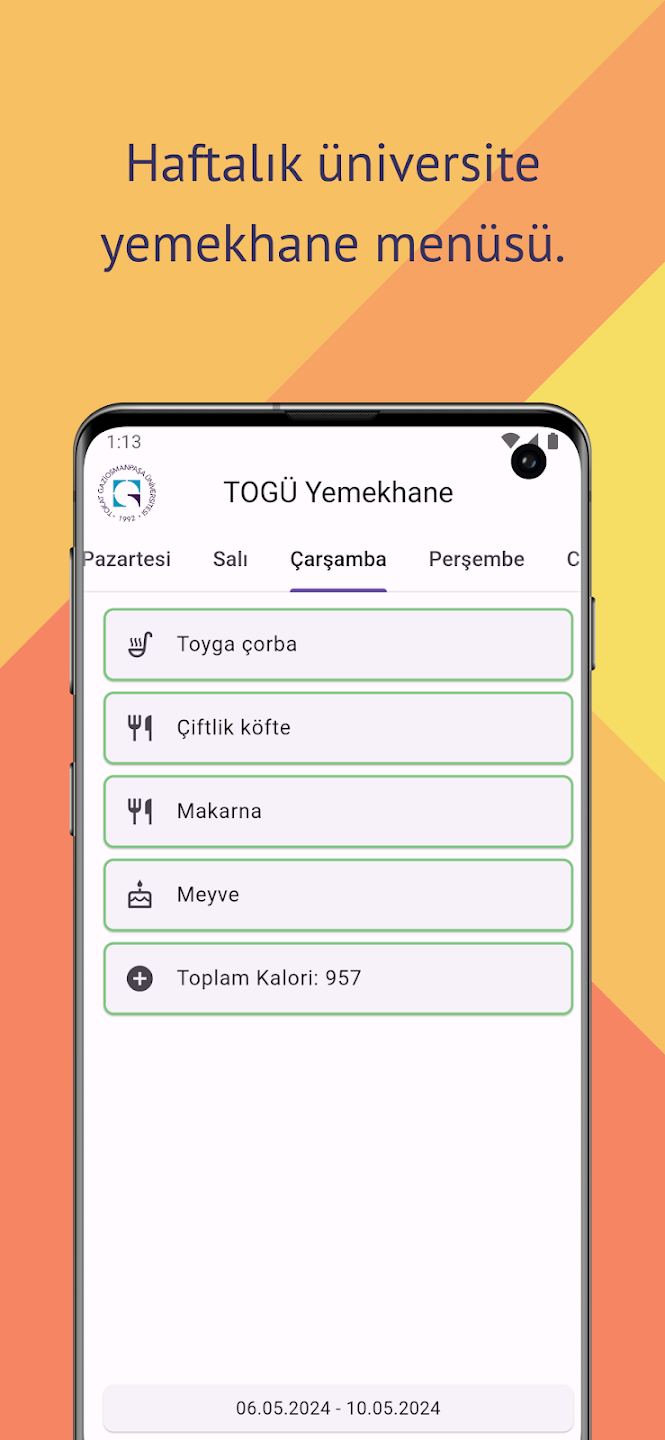 Haftalık üniversite
yemekhane menüsü.
1:13
TOKAT GAZİOSMANPAŞA ÜNİVERSİTESİ
• 1992 •
TOGÜ Yemekhane
Pazartesi Salı Çarşamba Perşembe C
Toyga çorba
Çiftlik köfte
Makarna
Meyve
Toplam Kalori: 957
06.05.2024 - 10.05.2024